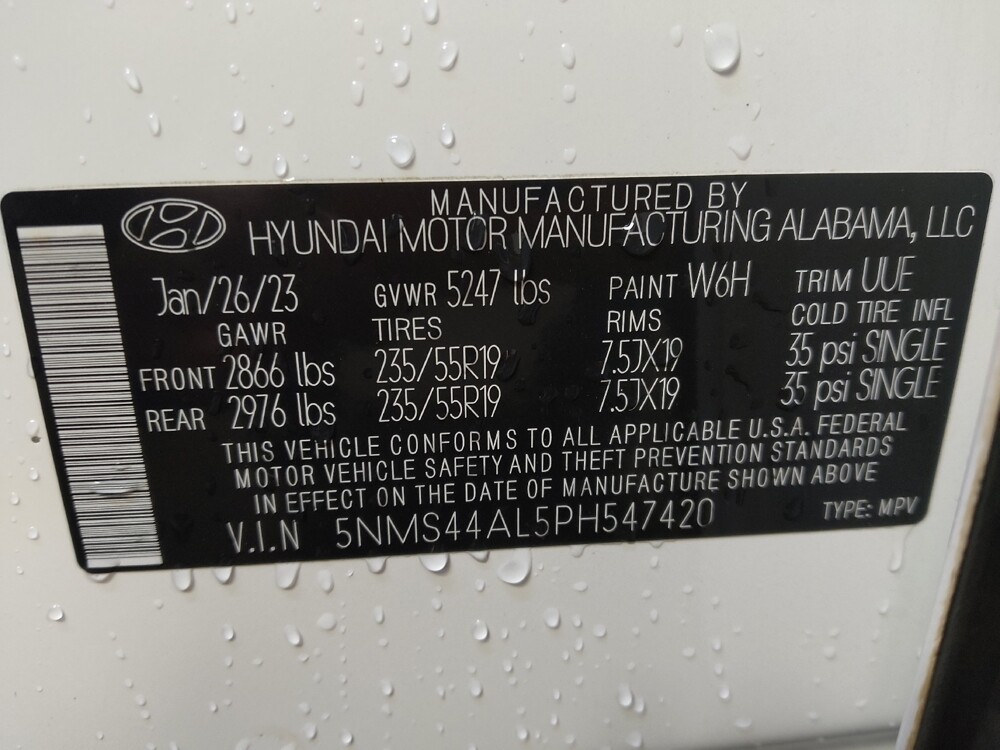 MANUFACTURED BY
HYUNDAI MOTOR MANUFACTURING ALABAMA, LLC
Jan/26/23 GVWR 5247 lbs PAINT W6H TRIM UUE
GAWR TIRES RIMS COLD TIRE INFL
FRONT 2866 lbs 235/55R19 7.5JX19 35 psi SINGLE
REAR 2976 lbs 235/55R19 7.5JX19 35 psi SINGLE
THIS VEHICLE CONFORMS TO ALL APPLICABLE U.S.A. FEDERAL
MOTOR VEHICLE SAFETY AND THEFT PREVENTION STANDARDS
IN EFFECT ON THE DATE OF MANUFACTURE SHOWN ABOVE
V.I.N 5NMS44AL5PH547420 TYPE: MPV